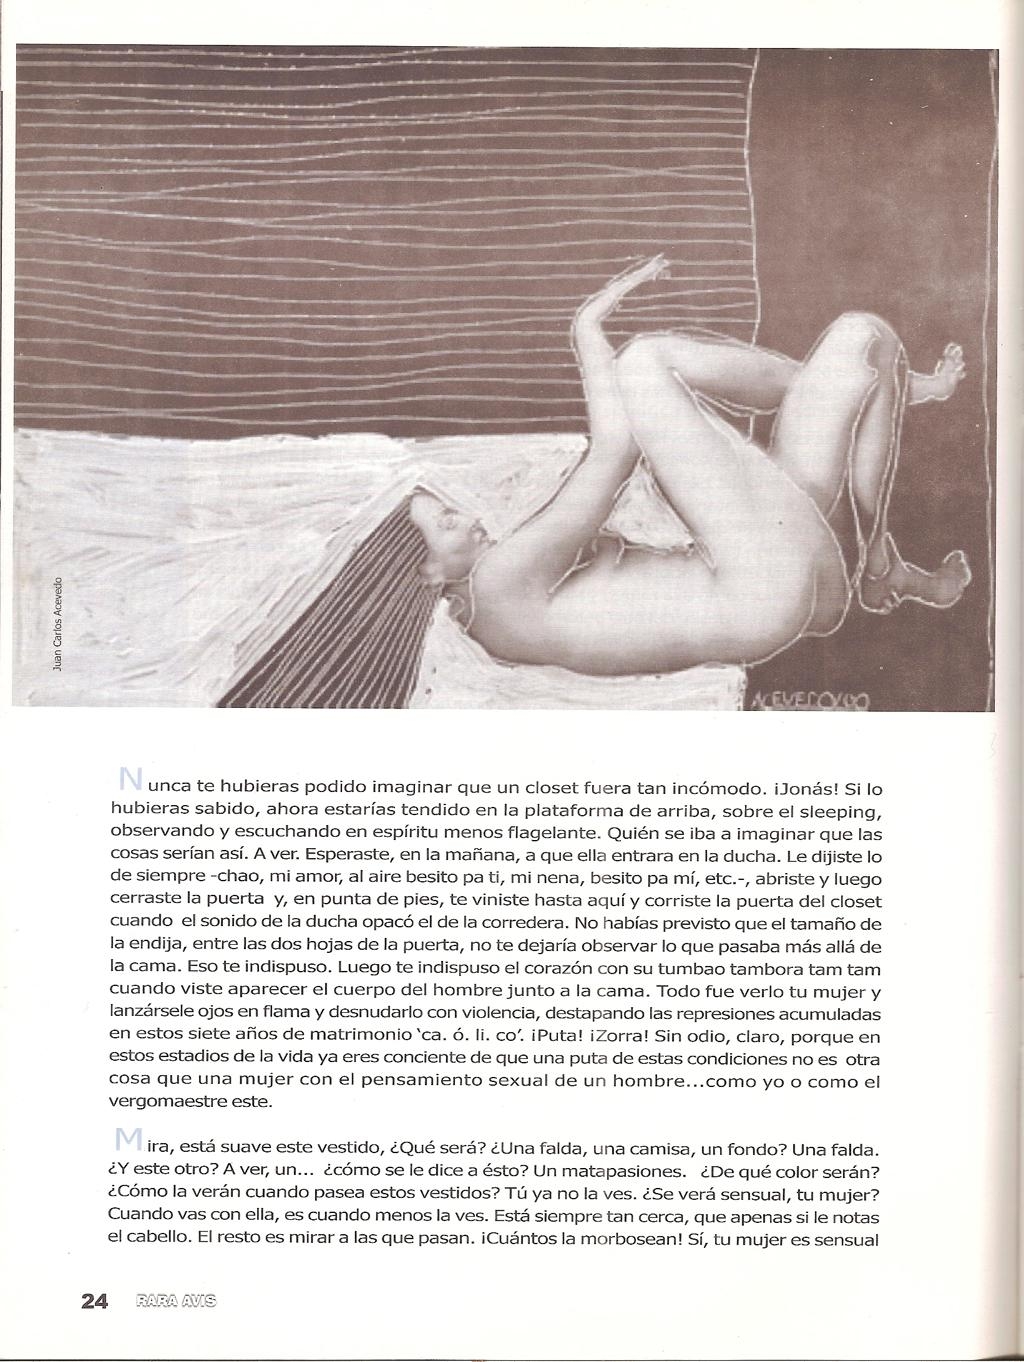 Juan Carlos Acevedo
ACEVEDO
Nunca te hubieras podido imaginar que un closet fuera tan incómodo. ¡Jonás! Si lo
hubieras sabido, ahora estarías tendido en la plataforma de arriba, sobre el sleeping,
observando y escuchando en espíritu menos flagelante. Quién se iba a imaginar que las
cosas serían así. A ver. Esperaste, en la mañana, a que ella entrara en la ducha. Le dijiste lo
de siempre -chao, mi amor, al aire besito pa ti, mi nena, besito pa mí, etc.-, abriste y luego
cerraste la puerta y, en punta de pies, te viniste hasta aquí y corriste la puerta del closet
cuando el sonido de la ducha opacó el de la corredera. No habías previsto que el tamaño de
la endija, entre las dos hojas de la puerta, no te dejaría observar lo que pasaba más allá de
la cama. Eso te indispuso. Luego te indispuso el corazón con su tumbao tambora tam tam
cuando viste aparecer el cuerpo del hombre junto a la cama. Todo fue verlo tu mujer y
lanzársele ojos en flama y desnudarlo con violencia, destapando las represiones acumuladas
en estos siete años de matrimonio 'ca. ó. li. co'. ¡Puta! ¡Zorra! Sin odio, claro, porque en
estos estadios de la vida ya eres conciente de que una puta de estas condiciones no es otra
cosa que una mujer con el pensamiento sexual de un hombre...como yo o como el
vergomaestre este.
Mira, está suave este vestido, ¿Qué será? ¿Una falda, una camisa, un fondo? Una falda.
¿Y este otro? A ver, un... ¿cómo se le dice a ésto? Un matapasiones. ¿De qué color serán?
¿Cómo la verán cuando pasea estos vestidos? Tú ya no la ves. ¿Se verá sensual, tu mujer?
Cuando vas con ella, es cuando menos la ves. Está siempre tan cerca, que apenas si le notas
el cabello. El resto es mirar a las que pasan. ¡Cuántos la morbosean! Sí, tu mujer es sensual
24 RARA AVIS